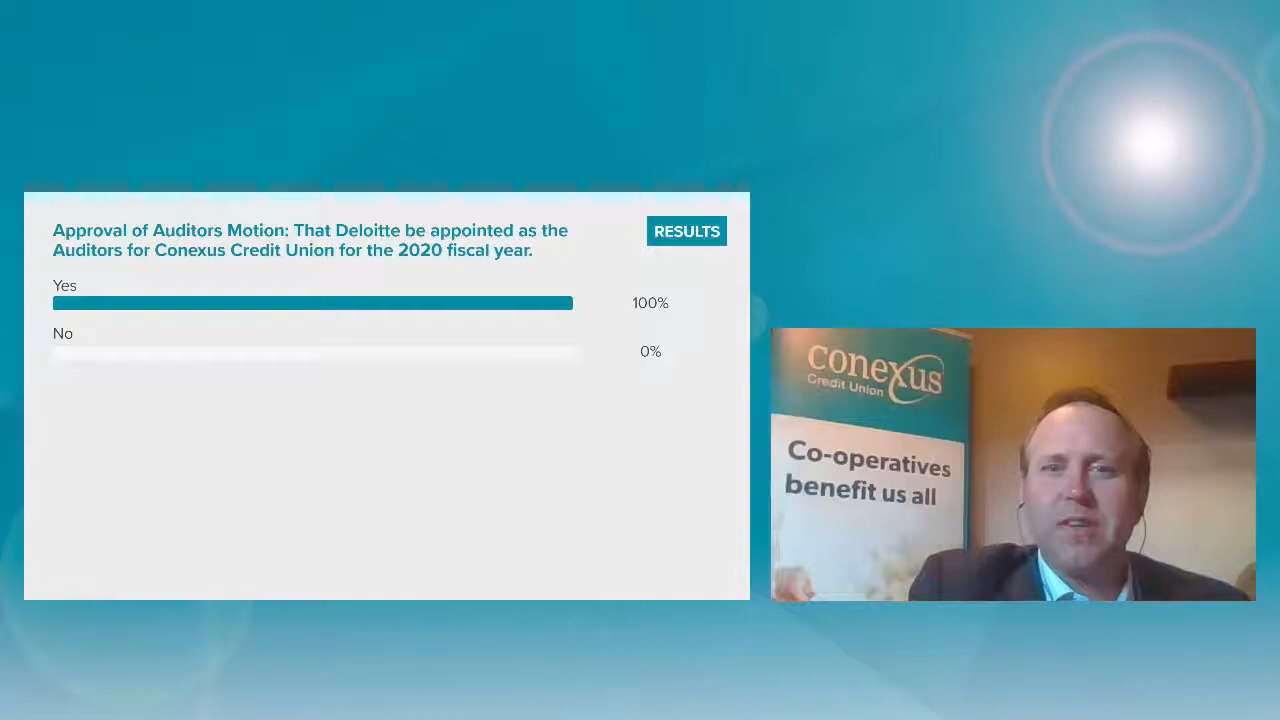 Approval of Auditors Motion: That Deloitte be appointed as the
Auditors for Conexus Credit Union for the 2020 fiscal year.
RESULTS
Yes
100%
No
0%
conexus
Credit Union
Co-operatives
benefit us all